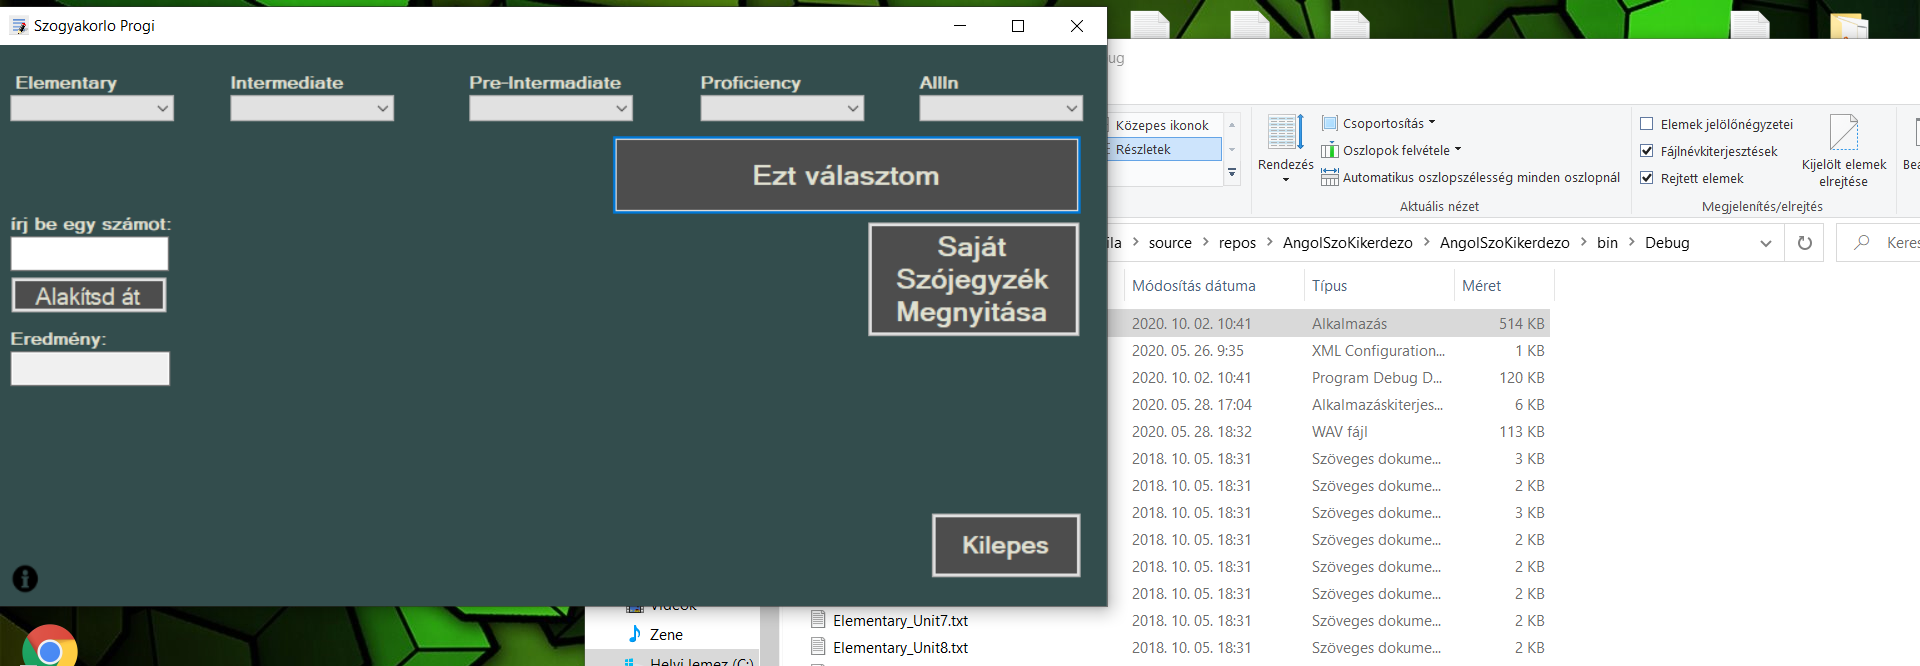 Szogyakorlo Progi
Elementary
Intermediate
Pre-Intermadiate
Proficiency
AllIn
Ezt választom
írj be egy számot:
Alakítsd át
Eredmény:
Saját
Szójegyzék
Megnyitása
Kilepes
Közepes ikonok
Részletek
Rendezés
Csoportosítás
Oszlopok felvétele
Automatikus oszlopszélesség minden oszlopnál
Aktuális nézet
Elemek jelölőnégyzetei
Fájlnévkiterjesztések
Rejtett elemek
Kijelölt elemek
elrejtése
Megjelenítés/elrejtés
source
repos
AngolSzoKikerdezo
AngolSzoKikerdezo
bin
Debug
Módosítás dátuma
Típus
Méret
2020. 10. 02. 10:41 Alkalmazás 514 KB
2020. 05. 26. 9:35 XML Configuration... 1 KB
2020. 10. 02. 10:41 Program Debug D... 120 KB
2020. 05. 28. 17:04 Alkalmazáskiterjes... 6 KB
2020. 05. 28. 18:32 WAV fájl 113 KB
2018. 10. 05. 18:31 Szöveges dokume... 3 KB
2018. 10. 05. 18:31 Szöveges dokume... 2 KB
2018. 10. 05. 18:31 Szöveges dokume... 3 KB
2018. 10. 05. 18:31 Szöveges dokume... 2 KB
2018. 10. 05. 18:31 Szöveges dokume... 2 KB
2018. 10. 05. 18:31 Szöveges dokume... 2 KB
Elementary_Unit7.txt 2018. 10. 05. 18:31 Szöveges dokume... 2 KB
Elementary_Unit8.txt 2018. 10. 05. 18:31 Szöveges dokume... 2 KB
Zene
Helyi lemez (C:)